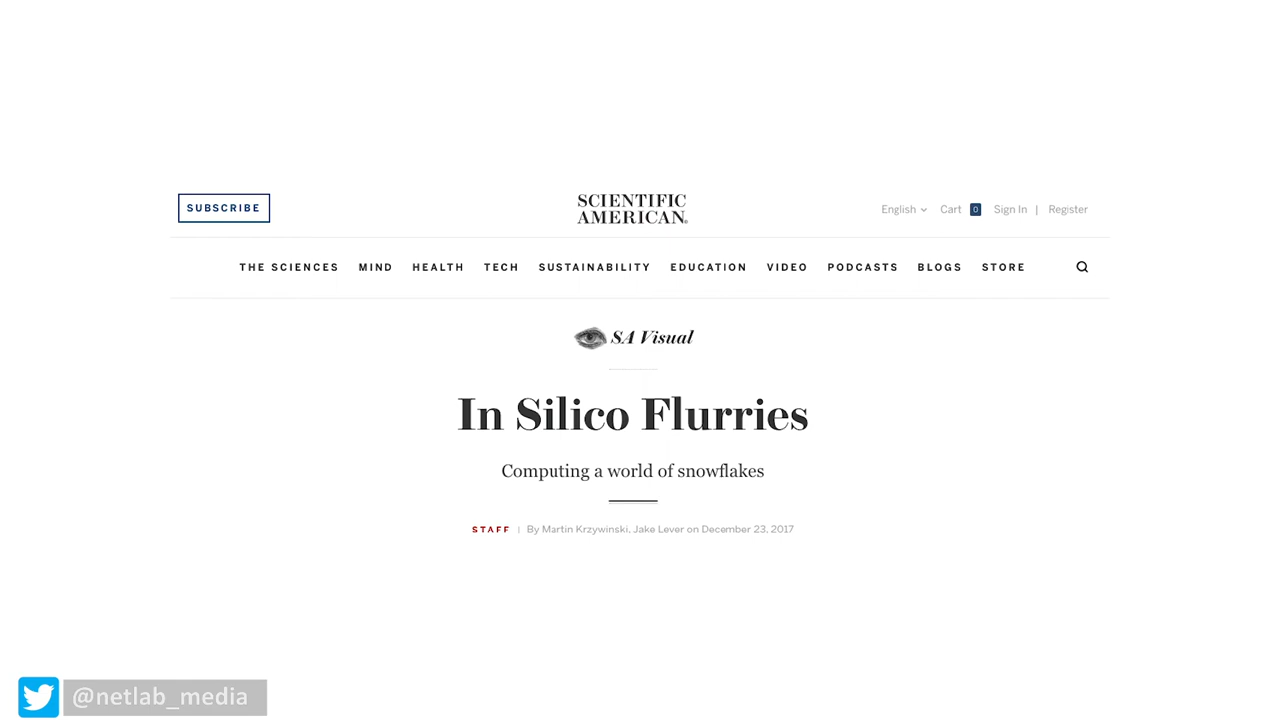 SUBSCRIBE
SCIENTIFIC
AMERICAN®
English Cart 0 Sign In | Register
THE SCIENCES MIND HEALTH TECH SUSTAINABILITY EDUCATION VIDEO PODCASTS BLOGS STORE
SA Visual
In Silico Flurries
Computing a world of snowflakes
STAFF | By Martin Krzywinski, Jake Lever on December 23, 2017
@netlab_media